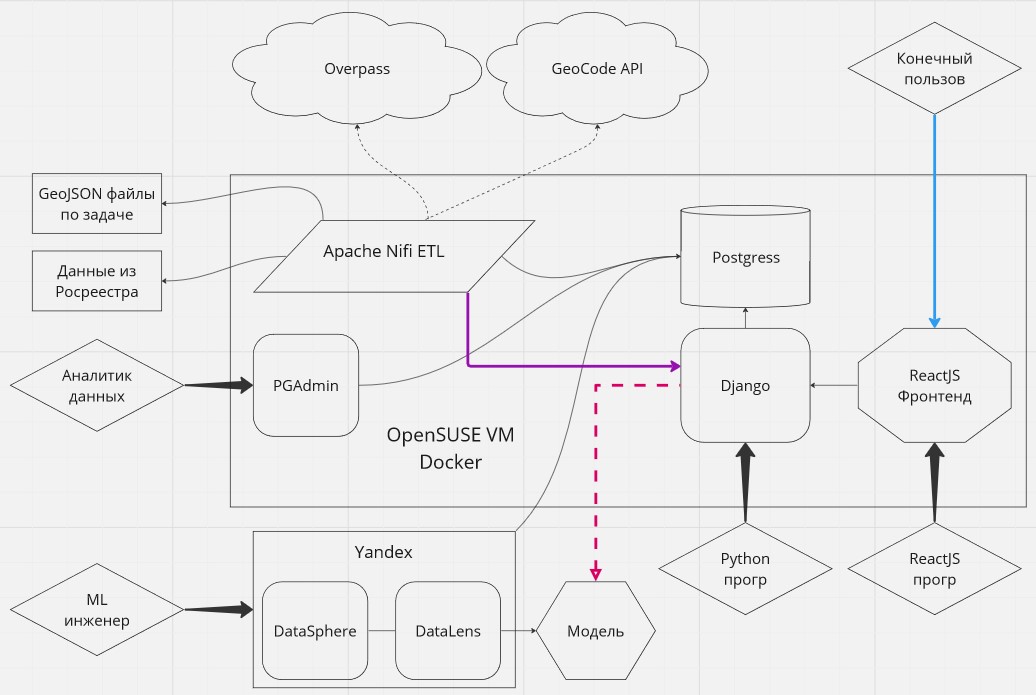 Overpass
GeoCode API
Конечный
пользов
GeoJSON файлы
по задаче
Apache Nifi ETL
Postgress
Данные из
Росреестра
Аналитик
данных
PGAdmin
Django
ReactJS
Фронтенд
OpenSUSE VM
Docker
Yandex
Python
прогр
ReactJS
прогр
ML
инженер
DataSphere
DataLens
Модель